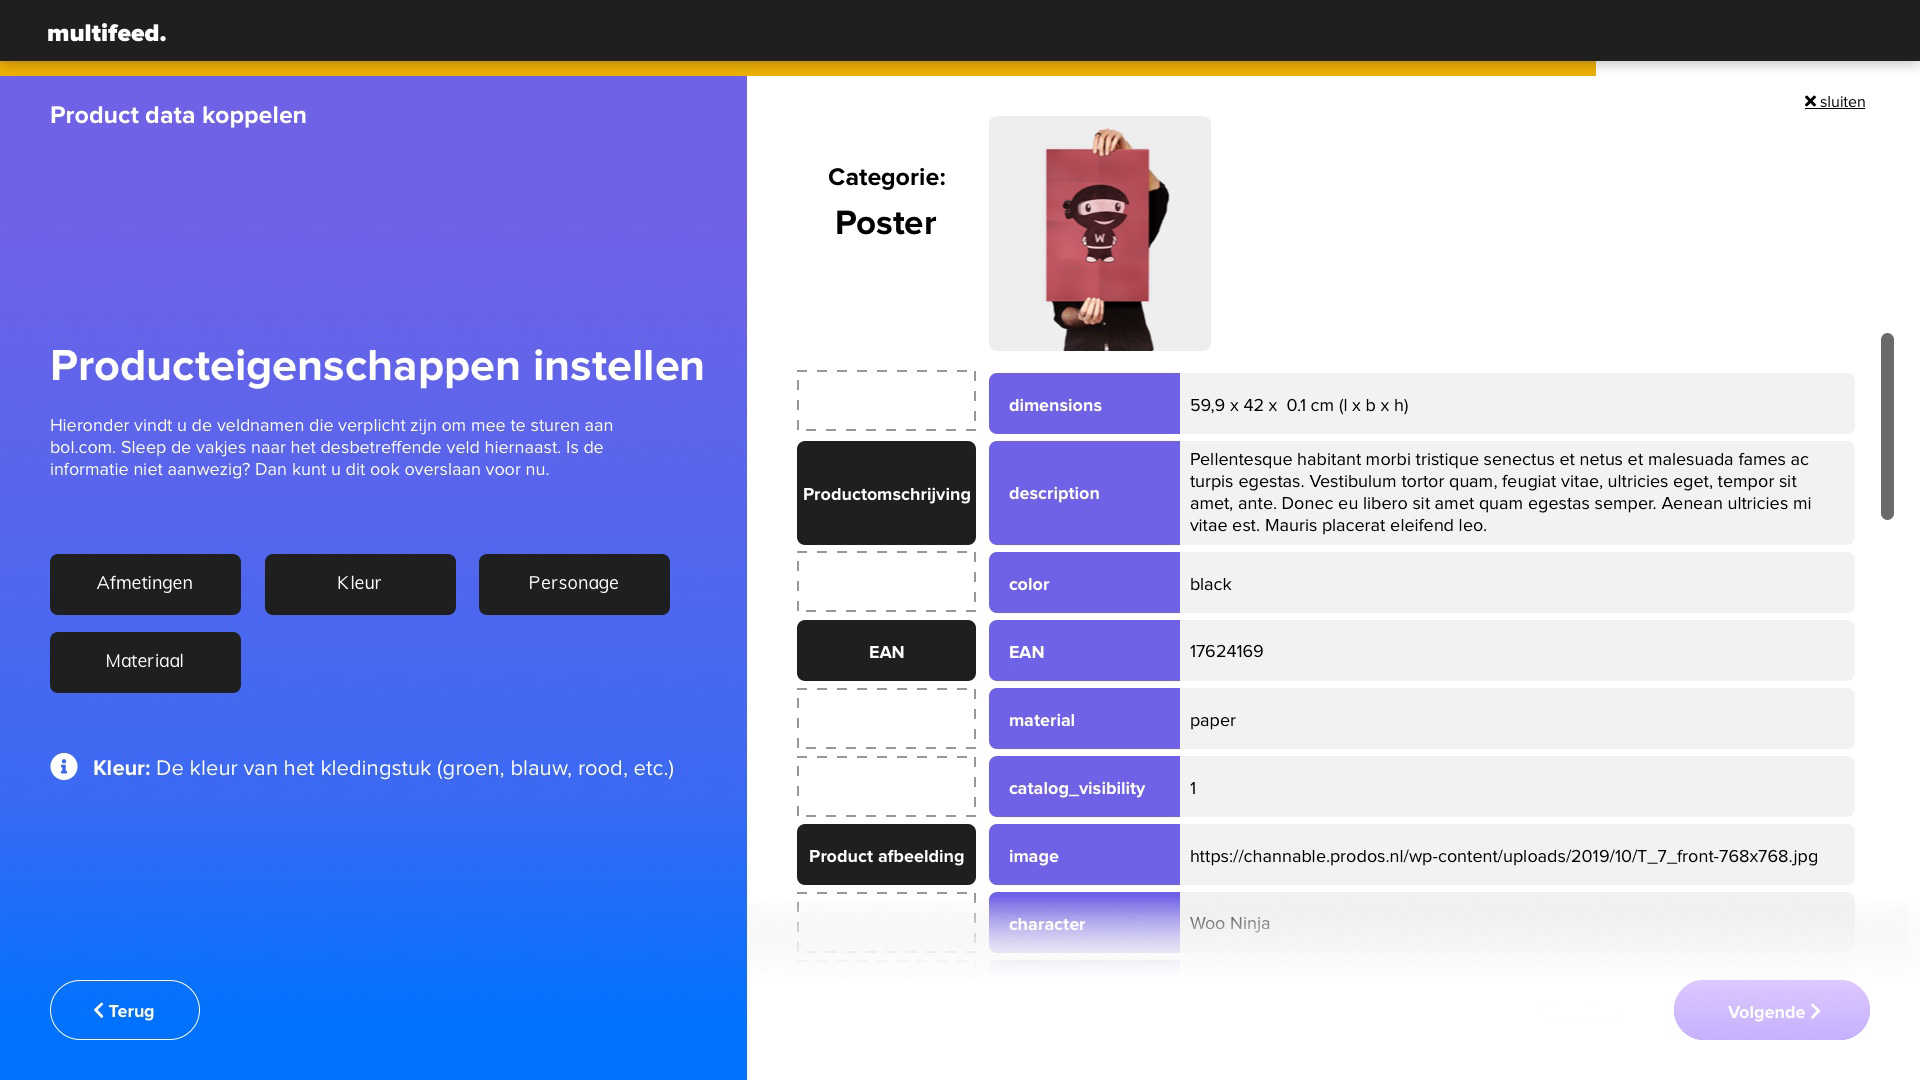 multifeed.
Product data koppelen
Producteigenschappen instellen
Hieronder vindt u de veldnamen die verplicht zijn om mee te sturen aan
bol.com. Sleep de vakjes naar het desbetreffende veld hiernaast. Is de
informatie niet aanwezig? Dan kunt u dit ook overslaan voor nu.
Afmetingen
Kleur
Personage
Materiaal
Kleur: De kleur van het kledingstuk (groen, blauw, rood, etc.)
Terug
sluiten
Categorie:
Poster
W
dimensions
59,9 x 42 x  0.1 cm (l x b x h)
Productomschrijving
description
Pellentesque habitant morbi tristique senectus et netus et malesuada fames ac
turpis egestas. Vestibulum tortor quam, feugiat vitae, ultricies eget, tempor sit
amet, ante. Donec eu libero sit amet quam egestas semper. Aenean ultricies mi
vitae est. Mauris placerat eleifend leo.
color
black
EAN
EAN
17624169
material
paper
catalog_visibility
1
Product afbeelding
image
https://channable.prodos.nl/wp-content/uploads/2019/10/T_7_front-768x768.jpg
character
Woo Ninja
Volgende